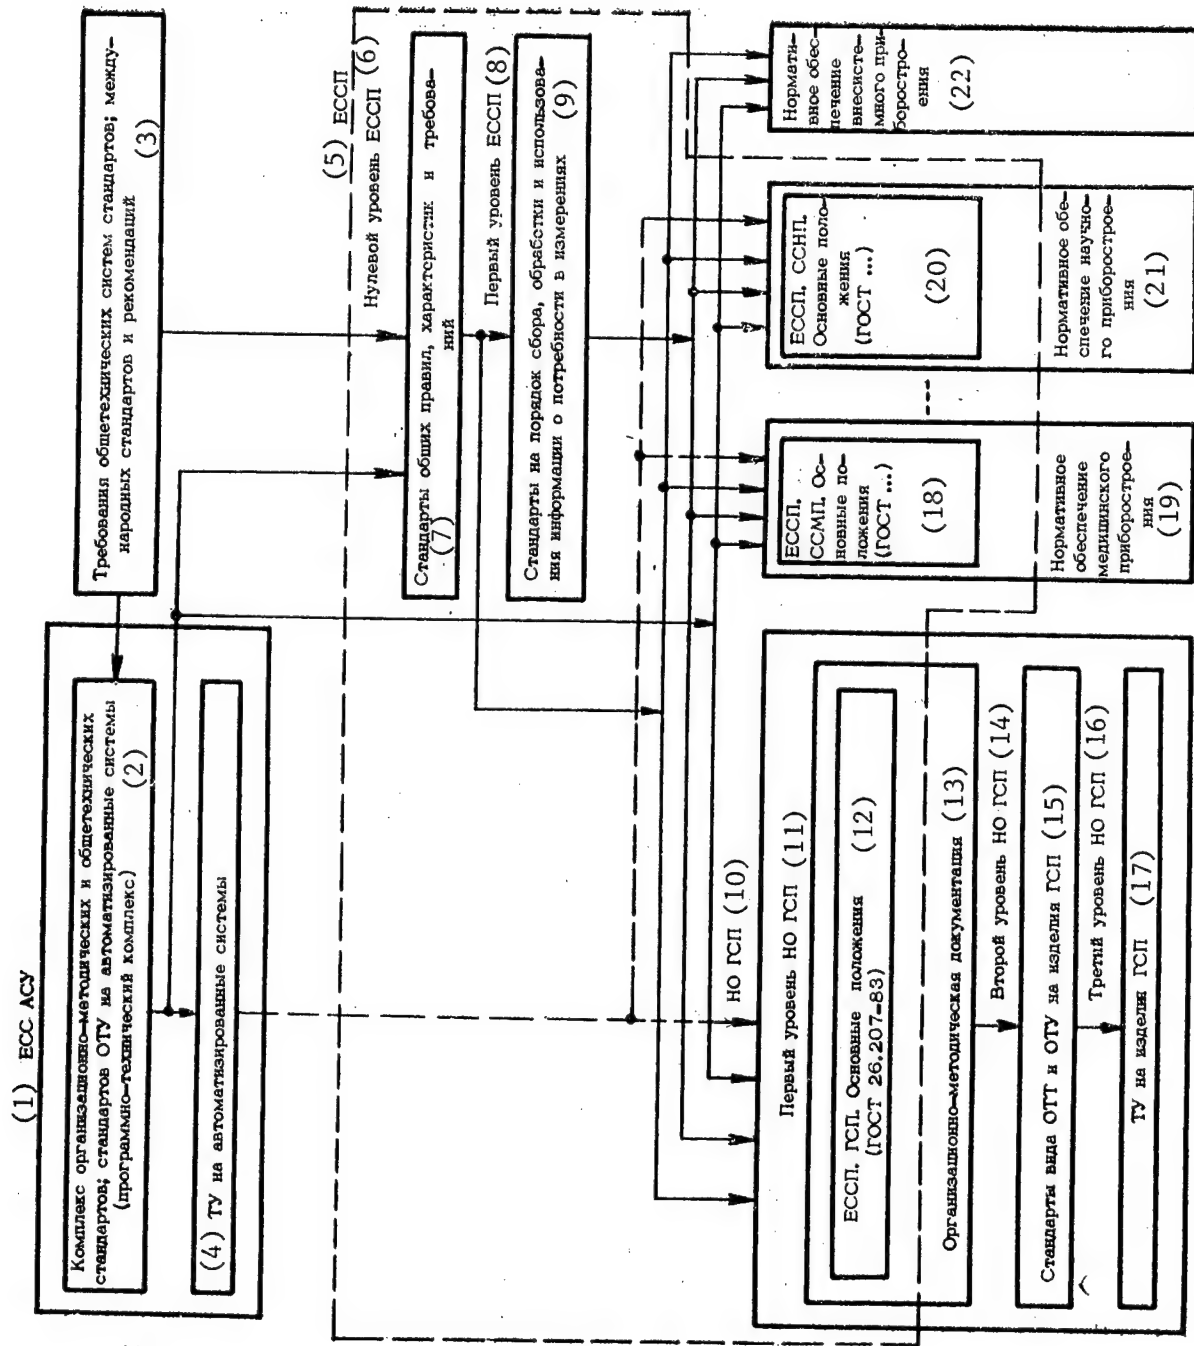 (1) ЕСС АСУ
Комплекс организационно-методических и общетехнических
стандартов; стандартов ОТУ на автоматизированные системы
(программно-технический комплекс) (2)
(4) ТУ на автоматизированные системы
Требования общетехнических систем стандартов; между-
народных стандартов и рекомендаций
(3)
(5) ЕССП
Нулевой уровень ЕССП (6)
Стандарты общих правил, характеристик и требова-
ний
(7)
Первый уровень ЕССП (8)
Стандарты на порядок сбора, обработки и использова-
ния информации о потребности в измерениях (9)
НО ГСП (10)
Первый уровень НО ГСП (11)
ЕССП. ГСП. Основные положения
(ГОСТ 26.207-83) (12)
Организационно-методическая документация (13)
Второй уровень НО ГСП (14)
Стандарты вида ОТТ и ОТУ на изделия ГСП (15)
Третий уровень НО ГСП (16)
ТУ на изделия ГСП (17)
ЕССП.
ССМП. Ос-
новные по-
ложения
(ГОСТ ...)
(18)
Нормативное
обеспечение
медицинского
приборострое-
ния
(19)
ЕССП. ССНП.
Основные поло-
жения
(ГОСТ ...)
(20)
Нормативное обе-
спечение научно-
го приборострое-
ния
(21)
Нормати-
вное обес-
печение
внесисте-
много при-
боростро-
ения
(22)